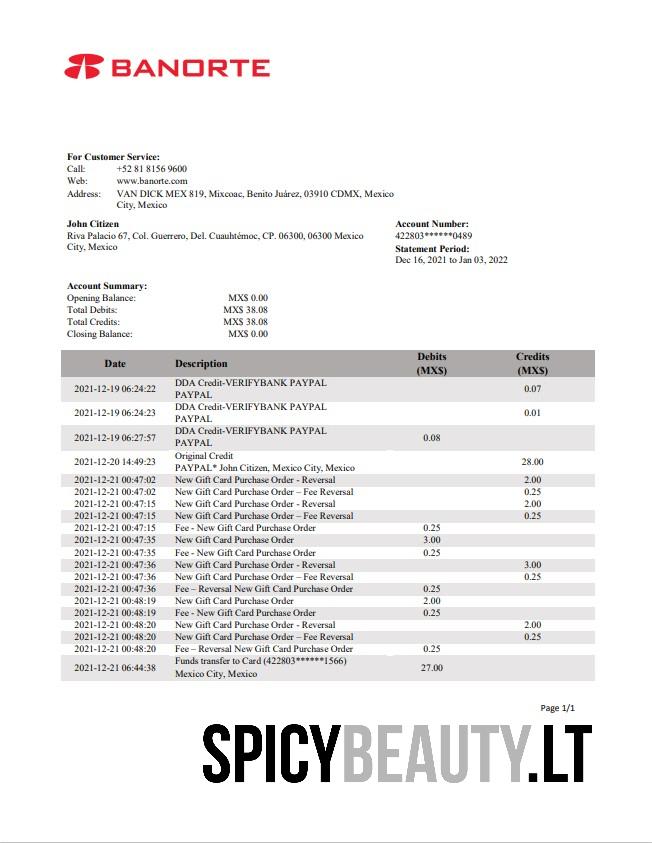 BANORTE
For Customer Service:
Call: +52 81 8156 9600
Web: www.banorte.com
Address: VAN DICK MEX 819, Mixcoac, Benito Juárez, 03910 CDMX, Mexico
City, Mexico
John Citizen
Riva Palacio 67, Col. Guerrero, Del. Cuauhtémoc, CP. 06300, 06300 Mexico
City, Mexico
Account Number:
422803******0489
Statement Period:
Dec 16, 2021 to Jan 03, 2022
Account Summary:
Opening Balance: MX$ 0.00
Total Debits: MX$ 38.08
Total Credits: MX$ 38.08
Closing Balance: MX$ 0.00
Date Description Debits (MX$) Credits (MX$)
2021-12-19 06:24:22 DDA Credit-VERIFYBANK PAYPAL
PAYPAL 0.07
2021-12-19 06:24:23 DDA Credit-VERIFYBANK PAYPAL
PAYPAL 0.01
2021-12-19 06:27:57 DDA Credit-VERIFYBANK PAYPAL
PAYPAL 0.08
2021-12-20 14:49:23 Original Credit
PAYPAL* John Citizen, Mexico City, Mexico 28.00
2021-12-21 00:47:02 New Gift Card Purchase Order - Reversal 2.00
2021-12-21 00:47:02 New Gift Card Purchase Order – Fee Reversal 0.25
2021-12-21 00:47:15 New Gift Card Purchase Order - Reversal 2.00
2021-12-21 00:47:15 New Gift Card Purchase Order – Fee Reversal 0.25
2021-12-21 00:47:15 Fee - New Gift Card Purchase Order 0.25
2021-12-21 00:47:35 New Gift Card Purchase Order 3.00
2021-12-21 00:47:35 Fee - New Gift Card Purchase Order 0.25
2021-12-21 00:47:36 New Gift Card Purchase Order - Reversal 3.00
2021-12-21 00:47:36 New Gift Card Purchase Order – Fee Reversal 0.25
2021-12-21 00:47:36 Fee – Reversal New Gift Card Purchase Order 0.25
2021-12-21 00:48:19 New Gift Card Purchase Order 2.00
2021-12-21 00:48:19 Fee - New Gift Card Purchase Order 0.25
2021-12-21 00:48:20 New Gift Card Purchase Order - Reversal 2.00
2021-12-21 00:48:20 New Gift Card Purchase Order – Fee Reversal 0.25
2021-12-21 00:48:20 Fee – Reversal New Gift Card Purchase Order 0.25
2021-12-21 06:44:38 Funds transfer to Card (422803******1566)
Mexico City, Mexico 27.00
Page 1/1
SPICYBEAUTY.LT